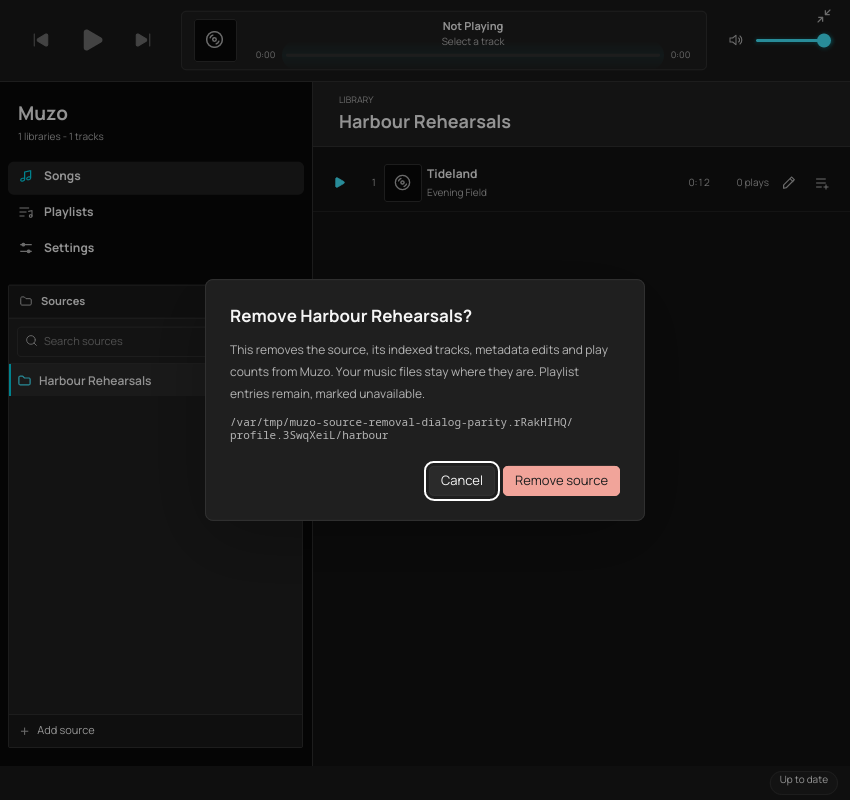 Not Playing
Select a track
0:00
0:00
Muzo
1 libraries - 1 tracks
Songs
Playlists
Settings
Sources
Search sources
Harbour Rehearsals
Add source
LIBRARY
Harbour Rehearsals
1
Tideland
Evening Field
0:12
0 plays
Remove Harbour Rehearsals?
This removes the source, its indexed tracks, metadata edits and play
counts from Muzo. Your music files stay where they are. Playlist
entries remain, marked unavailable.
/var/tmp/muzo-source-removal-dialog-parity.rRakHIHQ/
profile.3SwqXeiL/harbour
Cancel
Remove source
Up to date